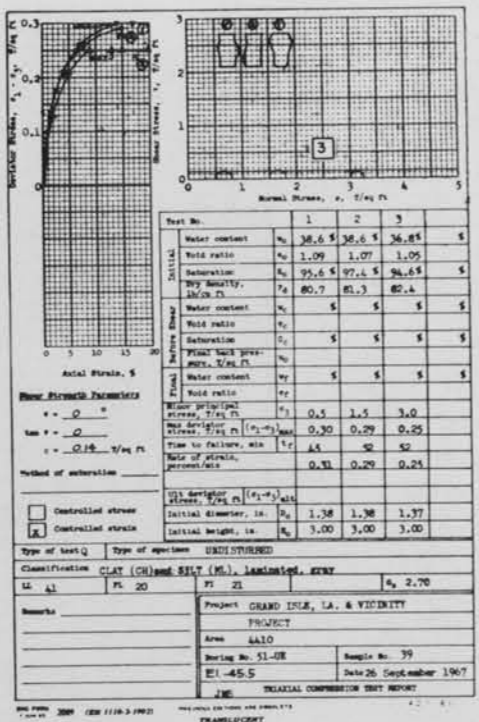 Deviator Stress, σ1 - σ3, T/sq ft
0.3
0.2
0.1
0
0 5 10 15 20
Axial Strain, %
Shear Stress, τ, T/sq ft
3
2
1
0
0 1 2 3 4 5
3
Normal Stress, σ, T/sq ft
Shear Strength Parameters
φ = 0 °
tan φ = 0
c = 0.14 T/sq ft
Method of saturation
Controlled stress
x Controlled strain
Test No. 1 2 3
Initial
Water content wo 38.6 % 38.6 % 36.8% %
Void ratio eo 1.09 1.07 1.05
Saturation So 95.6 % 97.4 % 94.6% %
Dry density, lb/cu ft γd 80.7 81.3 82.4
Before Shear
Water content wc % % % %
Void ratio ec
Saturation Sc % % % %
Final back pressure, T/sq ft uo
Final
Water content wf % % % %
Void ratio ef
Minor principal stress, T/sq ft σ3 0.5 1.5 3.0
Max deviator stress, T/sq ft (σ1-σ3)max 0.30 0.29 0.25
Time to failure, min tf 45 52 52
Rate of strain, percent/min 0.31 0.29 0.25
Ult deviator stress, T/sq ft (σ1-σ3)ult
Initial diameter, in. Do 1.38 1.38 1.37
Initial height, in. Ho 3.00 3.00 3.00
Type of test Q Type of specimen UNDISTURBED
Classification CLAY (CH)and SILT (ML), laminated, gray
LL 41 PL 20 PI 21 Gs 2.70
Remarks
Project GRAND ISLE, LA. & VICINITY
PROJECT
Area 4A10
Boring No. 51-UE Sample No. 39
El -45.5 Date 26 September 1967
JMS TRIAXIAL COMPRESSION TEST REPORT
ENG FORM 2089 (EM 1110-2-1902) PREVIOUS EDITIONS ARE OBSOLETE
TRANSLUCENT